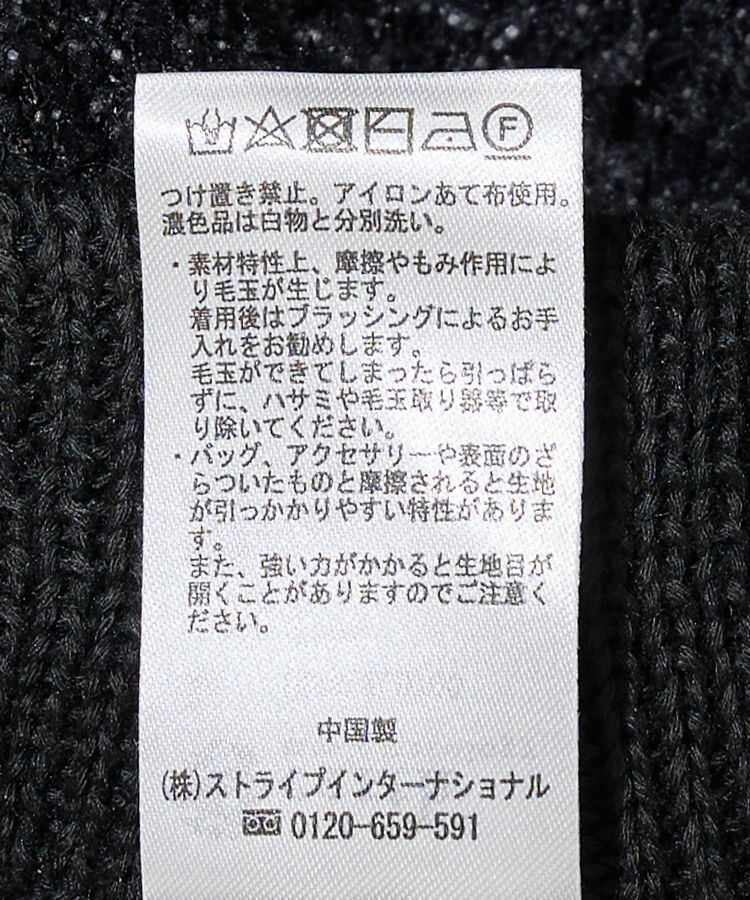 つけ置き禁止。アイロンあて布使用。
濃色品は白物と分別洗い。
・素材特性上、摩擦やもみ作用によ
り毛玉が生じます。
着用後はブラッシングによるお手
入れをお勧めします。
毛玉ができてしまったら引っぱら
ずに、ハサミや毛玉取り器等で取
り除いてください。
・バッグ、アクセサリーや表面のざ
らついたものと摩擦されると生地
が引っかかりやすい特性がありま
す。
また、強い力がかかると生地目が
開くことがありますのでご注意く
ださい。
中国製
(株)ストライプインターナショナル
0120-659-591